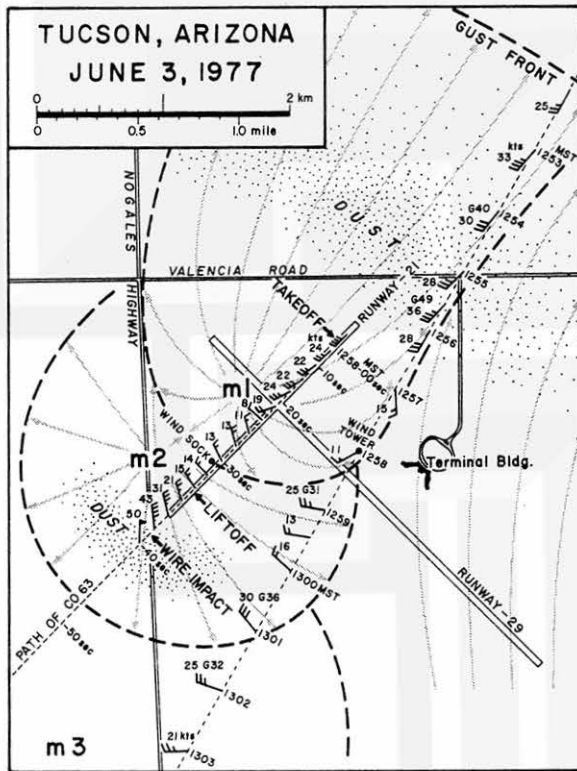 TUCSON, ARIZONA
JUNE 3, 1977
0 2 km
0 0.5 1.0 mile
GUST FRONT
25
kts
33
1253
MST
G40
30
1254
DUST
NOGALES
HIGHWAY
VALENCIA ROAD
TAKEOFF
RUNWAY 21
28
1255
G49
36
1256
28
kts
24
22
22
24
1258-00sec
MST
10sec
m1
19
8
11
13
13
14
15
21
31
43
50
20sec
1257
15
WIND
TOWER
1258
11
Terminal Bldg.
WIND SOCK
30sec
m2
LIFTOFF
DUST
40sec
WIRE IMPACT
25 G31
1259
13
16
1300MST
RUNWAY-29
PATH OF CO 63
50sec
30 G36
1301
25 G32
1302
21 kts
1303
m3